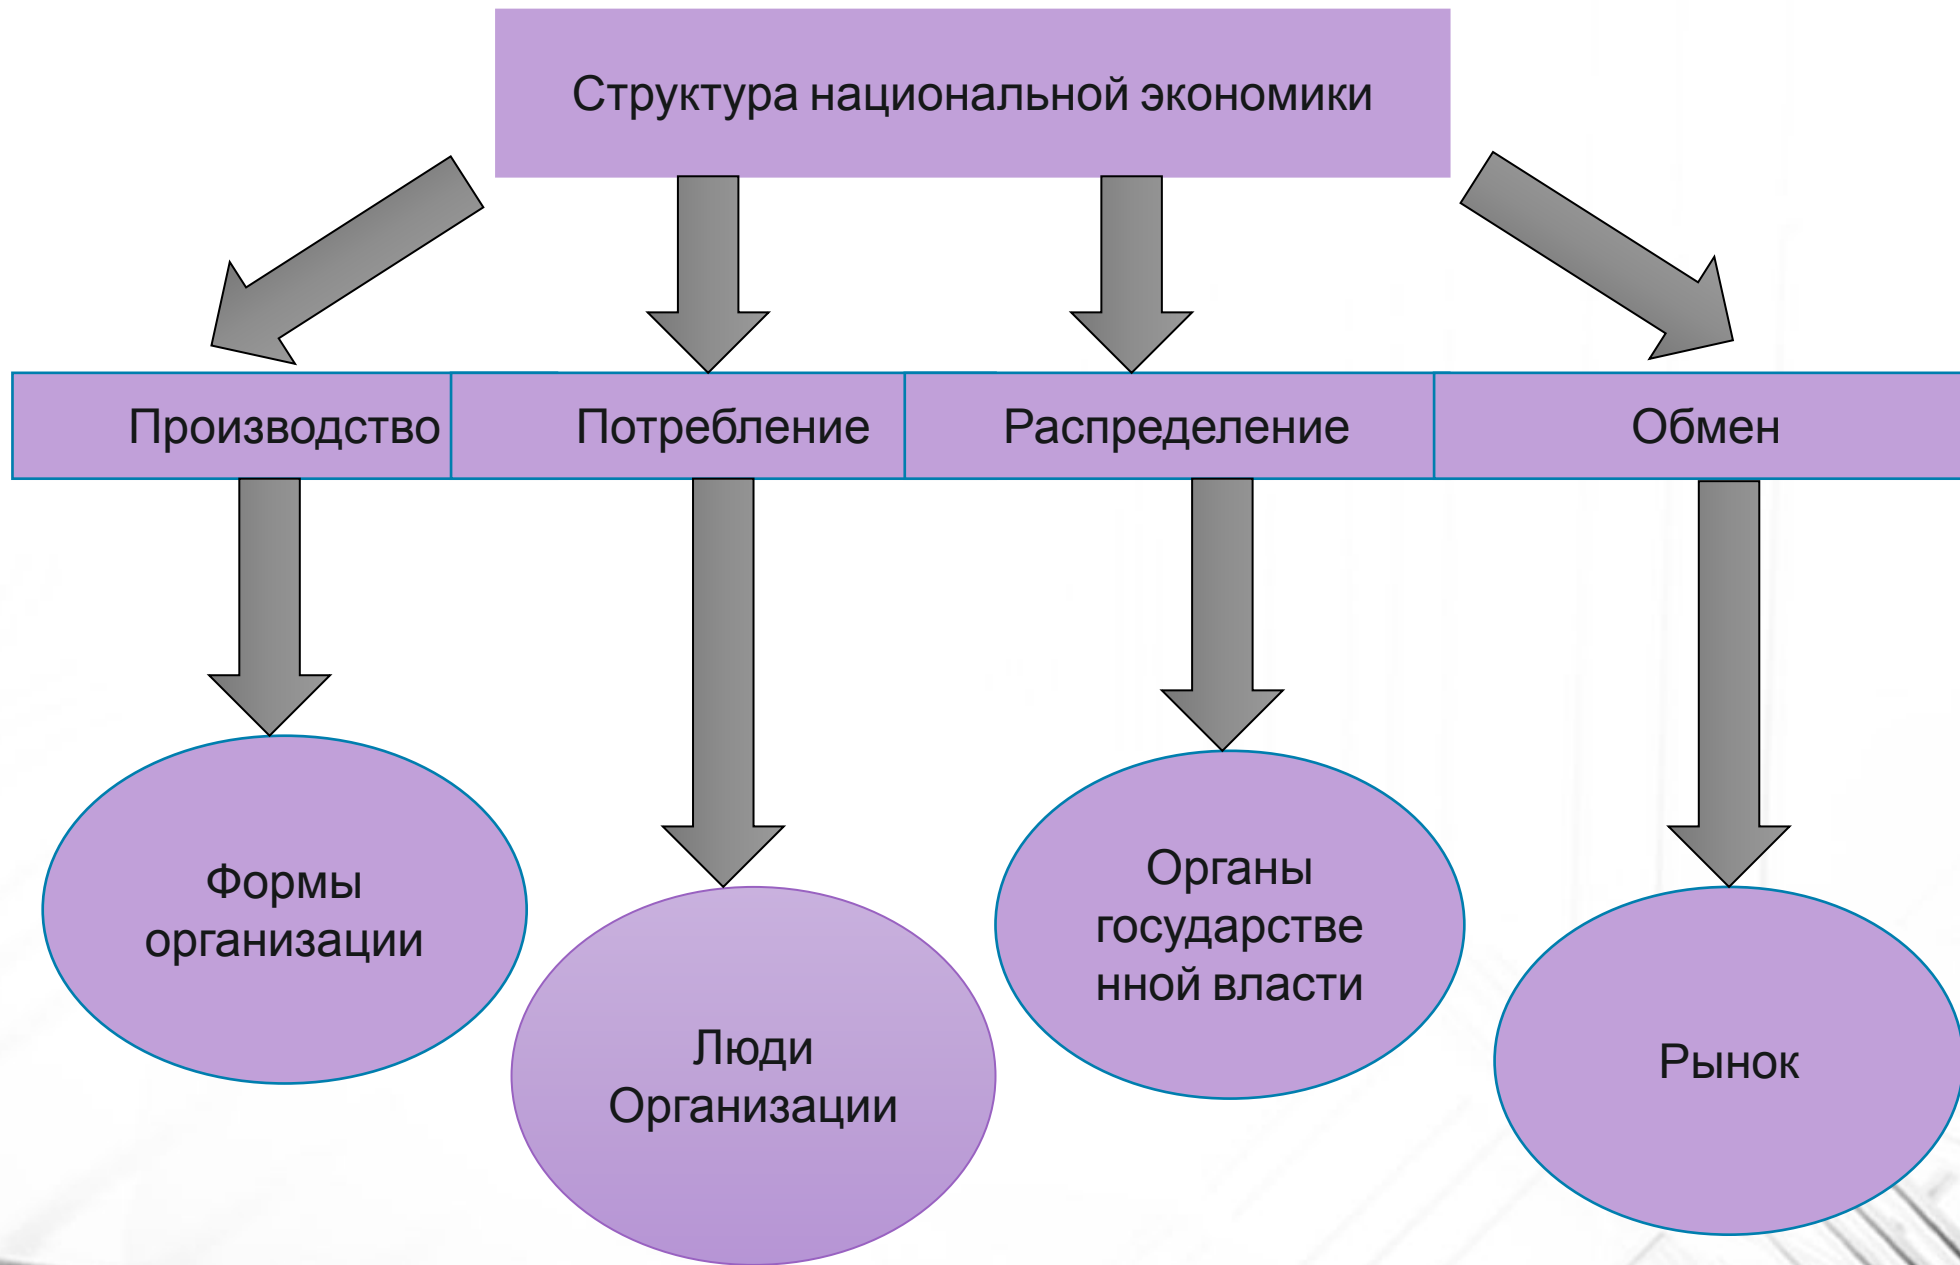 Структура национальной экономики
Производство
Потребление
Распределение
Обмен
Формы
организации
Люди
Организации
Органы
государстве
нной власти
Рынок